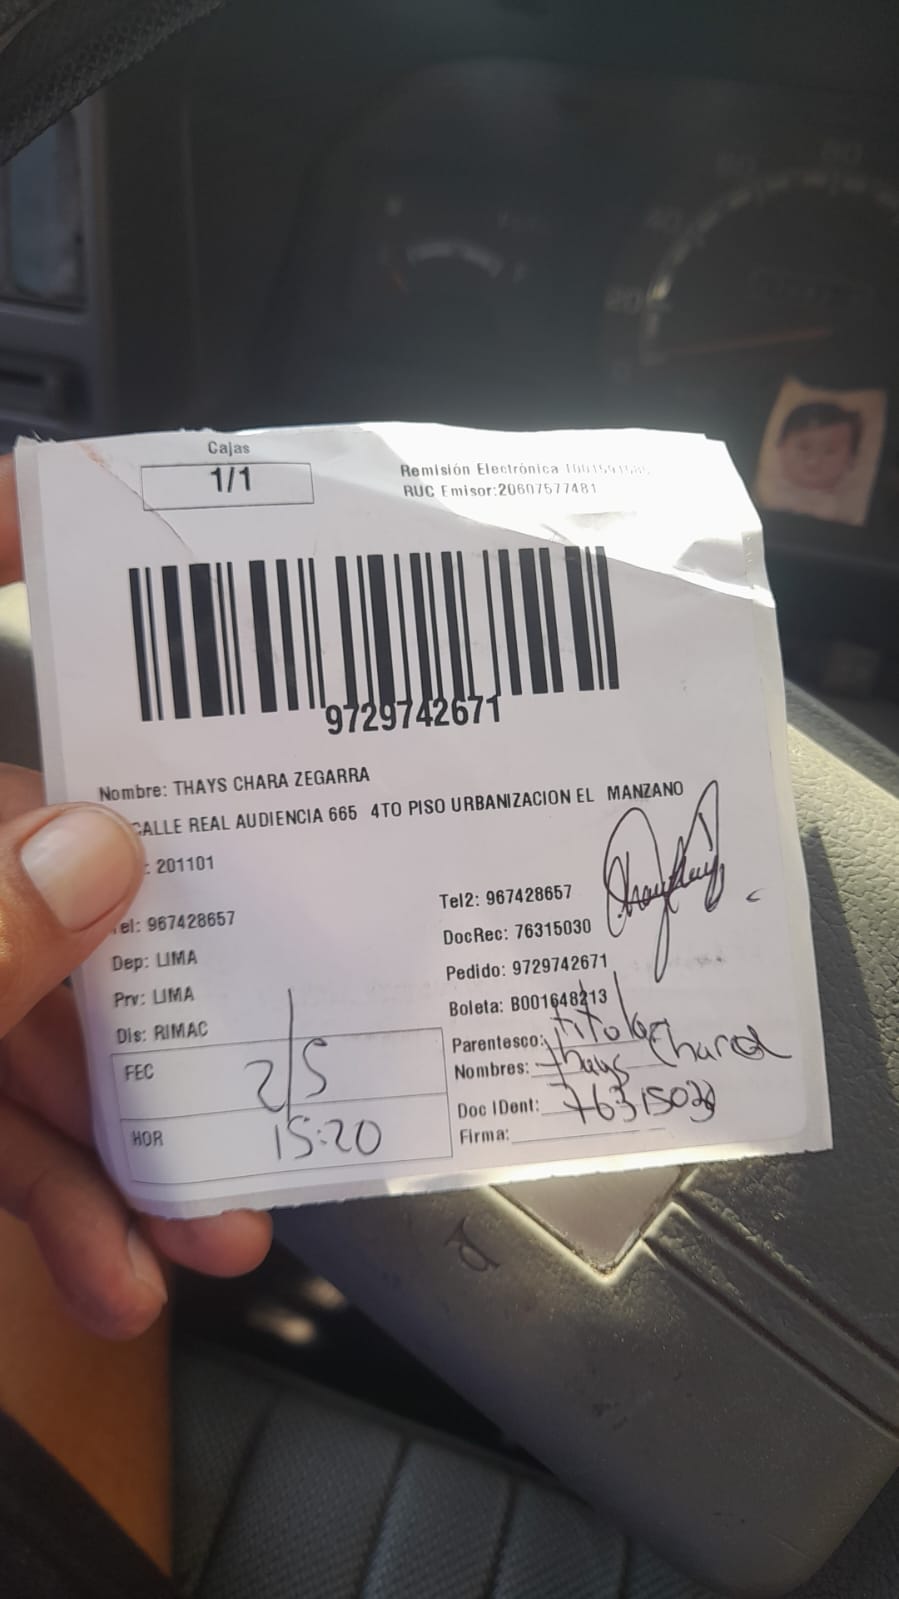 Cajas
1/1
Remisión Electrónica
RUC Emisor:20607577481
9729742671
Nombre: THAYS CHARA ZEGARRA
CALLE REAL AUDIENCIA 665 4TO PISO URBANIZACION EL MANZANO
: 201101
Tel: 967428657
Tel2: 967428657
DocRec: 76315030
Dep: LIMA
Pedido: 9729742671
Prv: LIMA
Boleta: B001648213
Dis: RIMAC
Parentesco: titular
Nombres: Thays Chara
FEC 2/5
Doc IDent: 76315030
HOR 15:20
Firma:
20